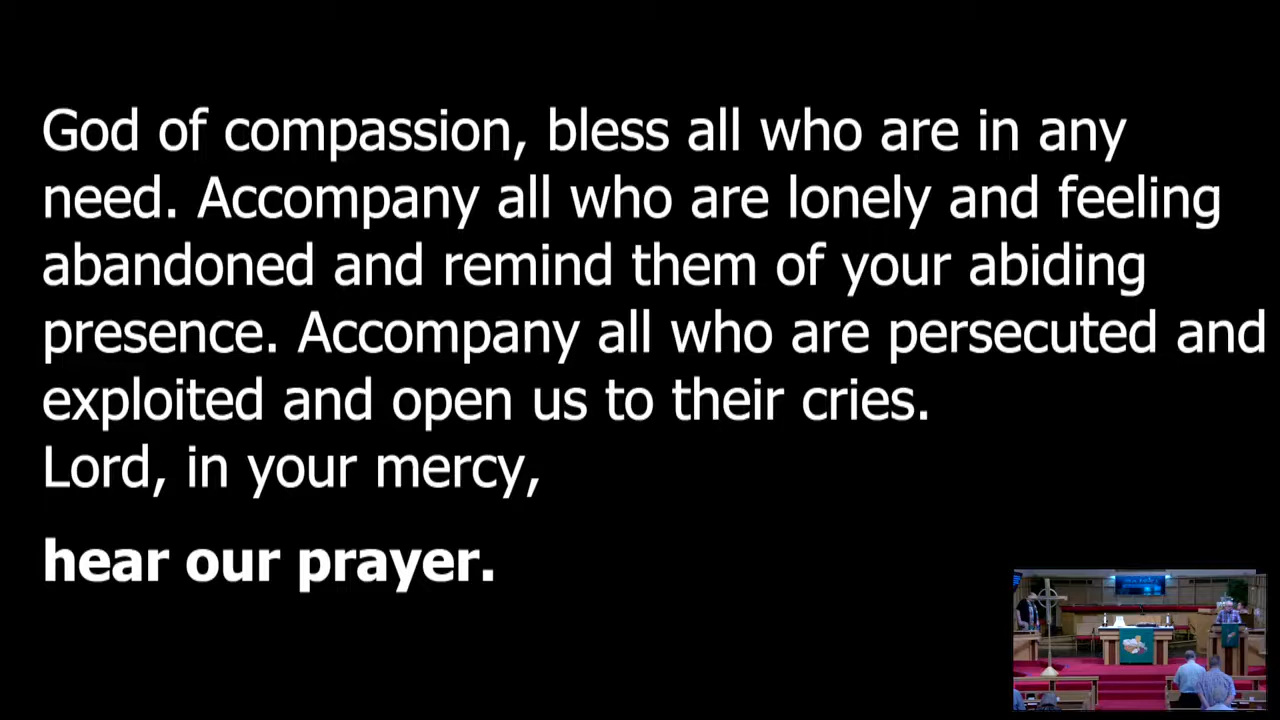 God of compassion, bless all who are in any
need. Accompany all who are lonely and feeling
abandoned and remind them of your abiding
presence. Accompany all who are persecuted and
exploited and open us to their cries.
Lord, in your mercy,
hear our prayer.